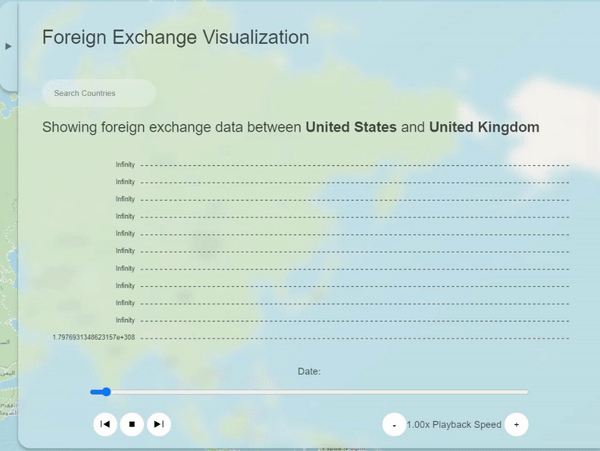 Foreign Exchange Visualization
Search Countries
Showing foreign exchange data between United States and United Kingdom
Infinity
Infinity
Infinity
Infinity
Infinity
Infinity
Infinity
Infinity
Infinity
Infinity
1.7976931348623157e+308
Date:
- 1.00x Playback Speed +